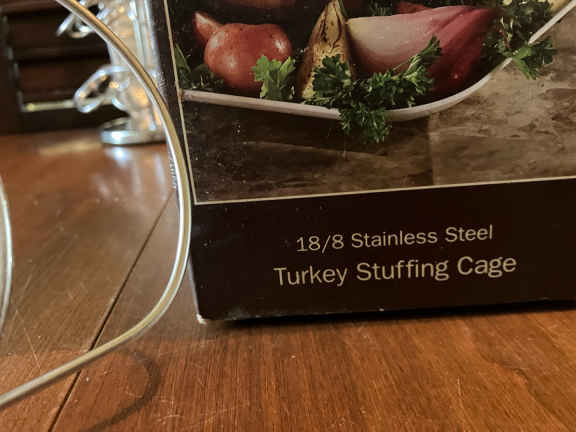 18/8 Stainless Steel
Turkey Stuffing Cage